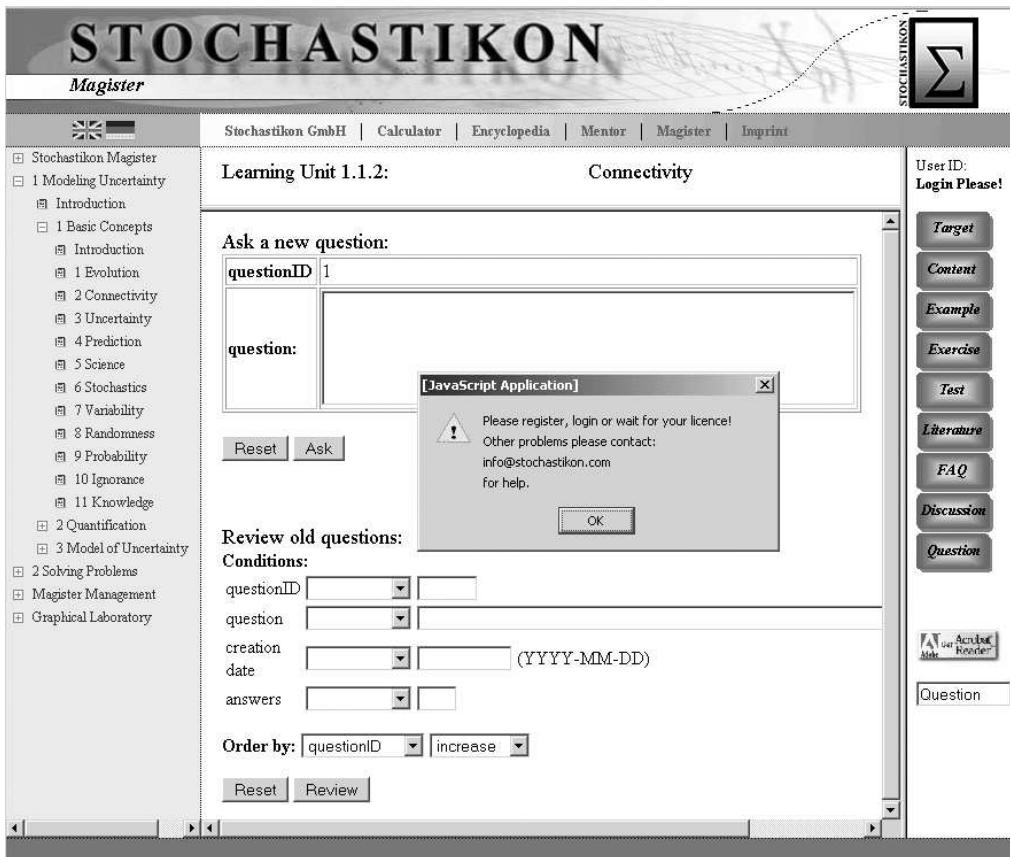 STOCHASTIKON
Magister
STOCHASTIKON
Σ
Stochastikon GmbH | Calculator | Encyclopedia | Mentor | Magister | Imprint
Stochastikon Magister
1 Modeling Uncertainty
Introduction
1 Basic Concepts
Introduction
1 Evolution
2 Connectivity
3 Uncertainty
4 Prediction
5 Science
6 Stochastics
7 Variability
8 Randomness
9 Probability
10 Ignorance
11 Knowledge
2 Quantification
3 Model of Uncertainty
2 Solving Problems
Magister Management
Graphical Laboratory
Learning Unit 1.1.2: Connectivity
Ask a new question:
questionID 1
question:
Reset Ask
[JavaScript Application]
Please register, login or wait for your licence!
Other problems please contact:
info@stochastikon.com
for help.
OK
Review old questions:
Conditions:
questionID
question
creation
date (YYYY-MM-DD)
answers
Order by: questionID increase
Reset Review
User ID:
Login Please!
Target
Content
Example
Exercise
Test
Literature
FAQ
Discussion
Question
Acrobat
Reader
Adobe
Question